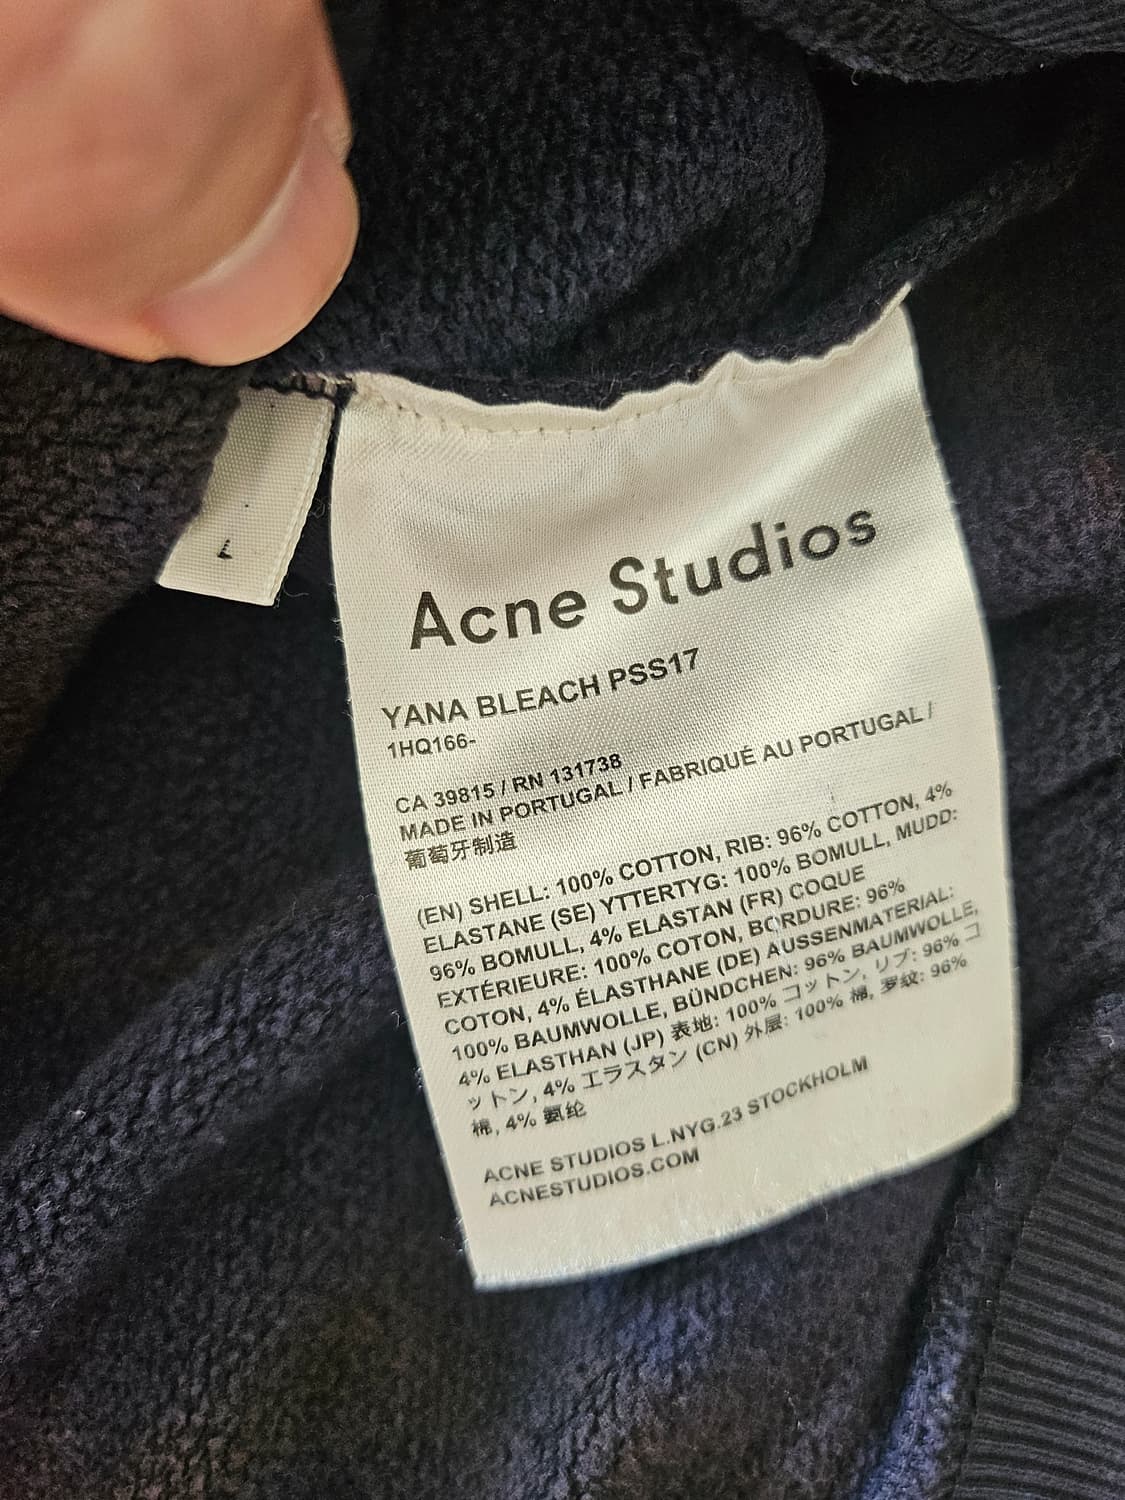 L
Acne Studios
YANA BLEACH PSS17
1HQ166-
CA 39815 / RN 131738
MADE IN PORTUGAL / FABRIQUÉ AU PORTUGAL /
葡萄牙制造
(EN) SHELL: 100% COTTON, RIB: 96% COTTON, 4%
ELASTANE (SE) YTTERTYG: 100% BOMULL, MUDD:
96% BOMULL, 4% ELASTAN (FR) COQUE
EXTÉRIEURE: 100% COTON, BORDURE: 96%
COTON, 4% ÉLASTHANE (DE) AUSSENMATERIAL:
100% BAUMWOLLE, BÜNDCHEN: 96% BAUMWOLLE,
4% ELASTHAN (JP) 表地: 100% コットン, リブ: 96% コ
ットン, 4% エラスタン (CN) 外层: 100% 棉, 罗纹: 96%
棉, 4% 氨纶
ACNE STUDIOS L.NYG.23 STOCKHOLM
ACNESTUDIOS.COM